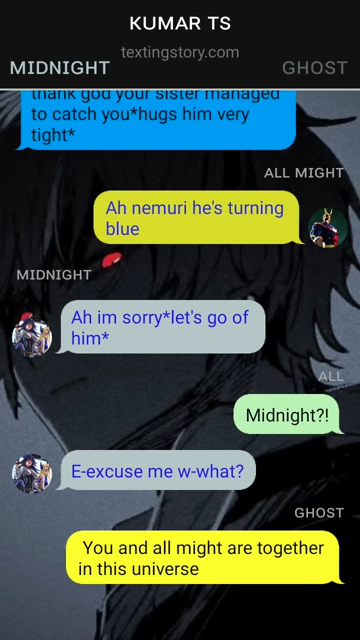 KUMAR TS
textingstory.com
MIDNIGHT
GHOST
thank god your sister managed
to catch you*hugs him very
tight*
ALL MIGHT
Ah nemuri he's turning
blue
MIDNIGHT
Ah im sorry*let's go of
him*
ALL
Midnight?!
E-excuse me w-what?
GHOST
You and all might are together
in this universe